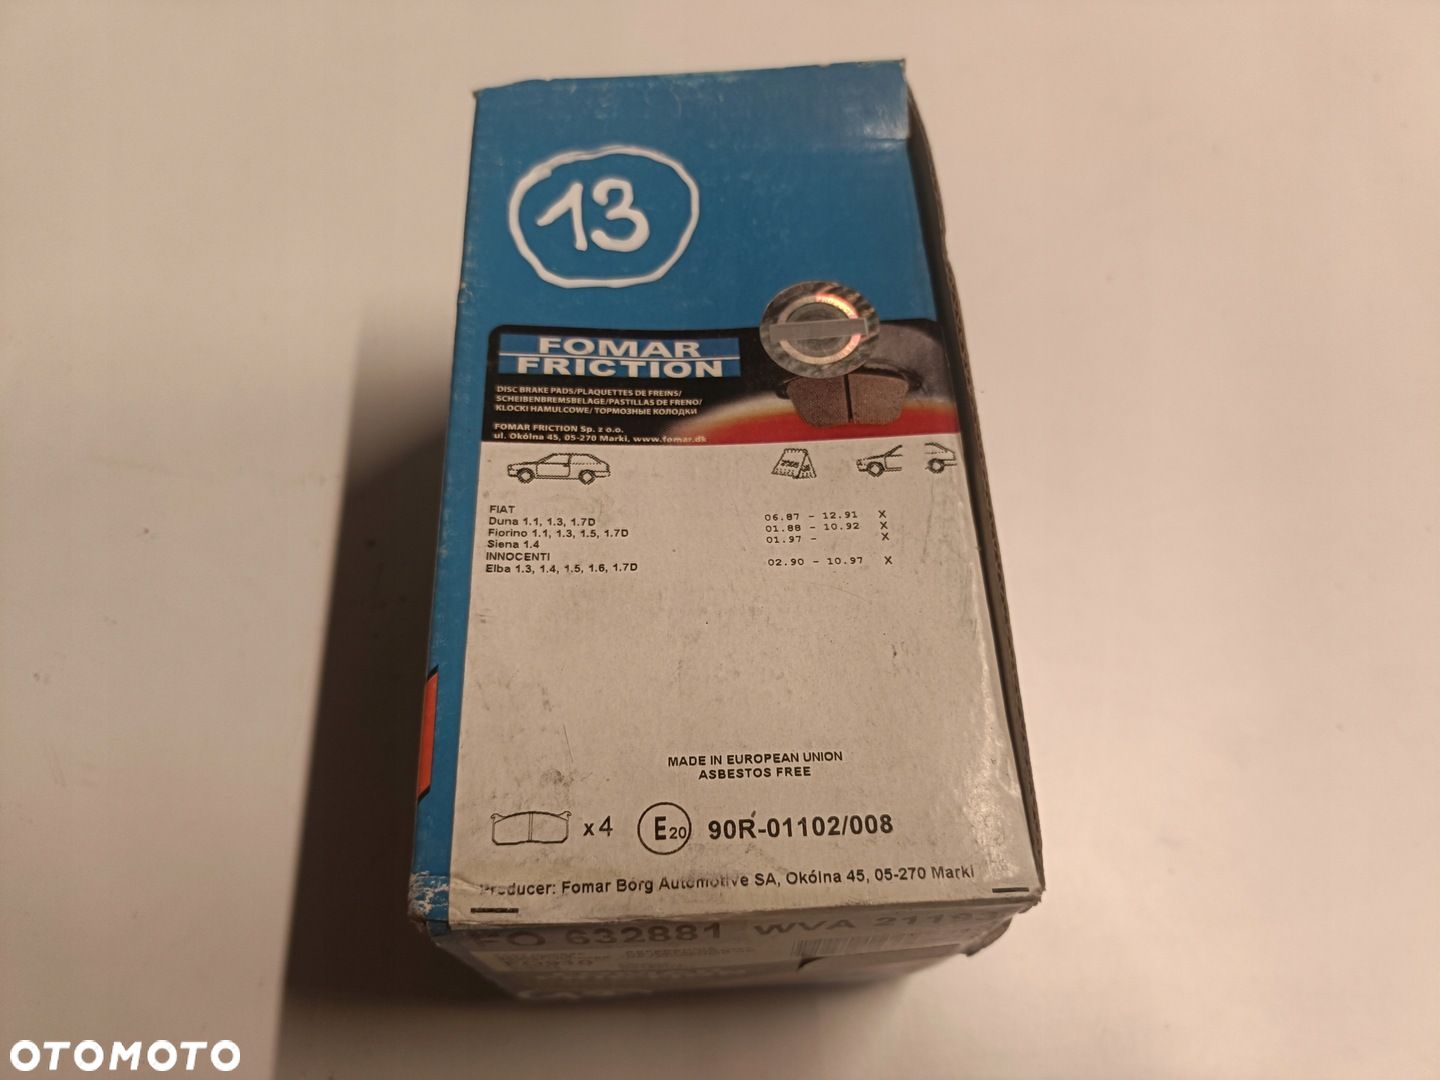 13
FOMAR
FRICTION
DISC BRAKE PADS/PLAQUETTES DE FREINS/
SCHEIBENBREMSBELAGE/PASTILLAS DE FRENO/
KLOCKI HAMULCOWE/ ТОРМОЗНЫЕ КОЛОДКИ
FOMAR FRICTION Sp. z o.o.
ul. Okólna 45, 05-270 Marki, www.fomar.dk
FIAT
Duna 1.1, 1.3, 1.7D 06.87 - 12.91 X
Fiorino 1.1, 1.3, 1.5, 1.7D 01.88 - 10.92 X
Siena 1.4 01.97 - X
INNOCENTI
Elba 1.3, 1.4, 1.5, 1.6, 1.7D 02.90 - 10.97 X
MADE IN EUROPEAN UNION
ASBESTOS FREE
x4 E20 90R-01102/008
Producer: Fomar Borg Automotive SA, Okólna 45, 05-270 Marki
FO 632881 WVA
OTOMOTO